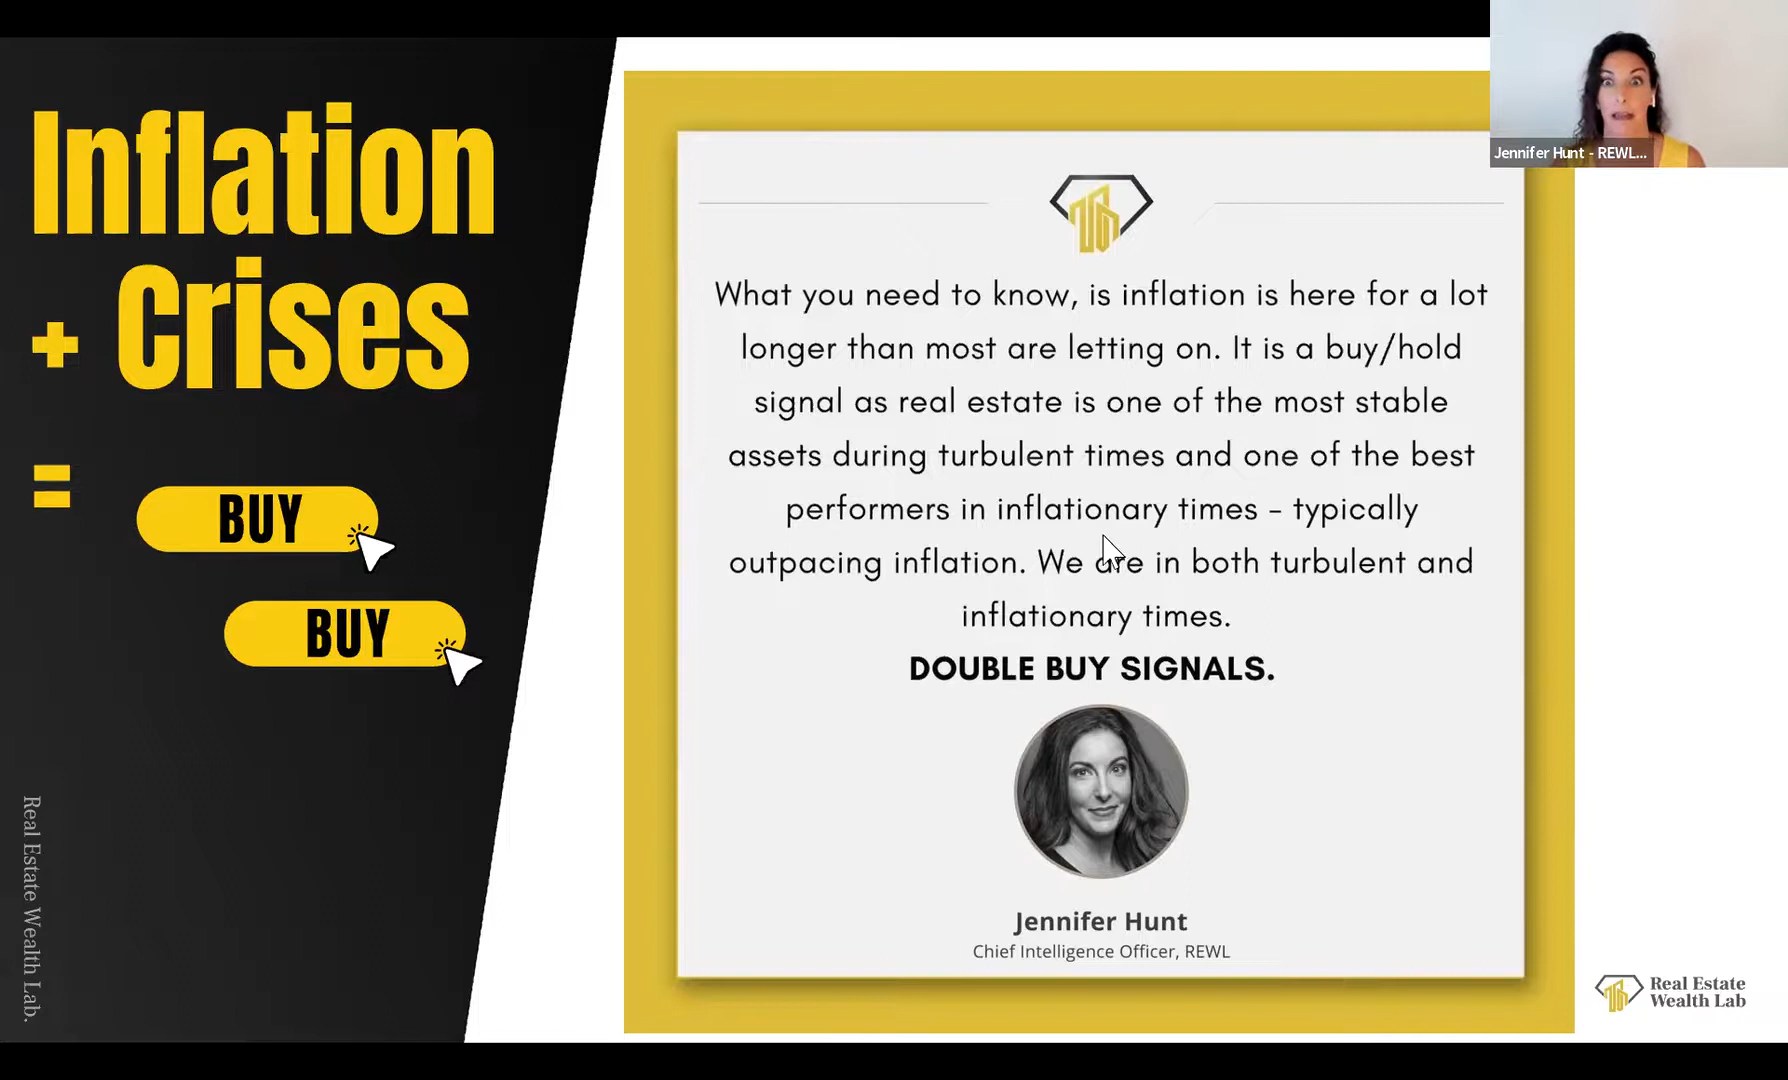 Inflation
+ Crises
=
BUY
BUY
Real Estate Wealth Lab.
What you need to know, is inflation is here for a lot
longer than most are letting on. It is a buy/hold
signal as real estate is one of the most stable
assets during turbulent times and one of the best
performers in inflationary times - typically
outpacing inflation. We are in both turbulent and
inflationary times.
DOUBLE BUY SIGNALS.
Jennifer Hunt
Chief Intelligence Officer, REWL
Jennifer Hunt - REWL...
Real Estate
Wealth Lab